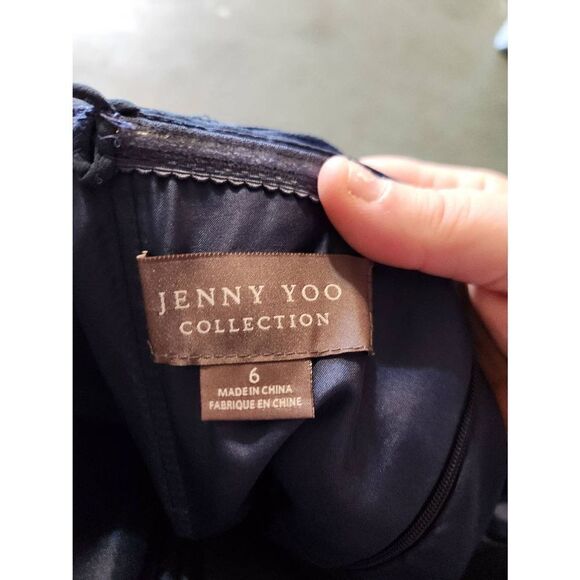 JENNY YOO
COLLECTION
6
MADE IN CHINA
FABRIQUE EN CHINE